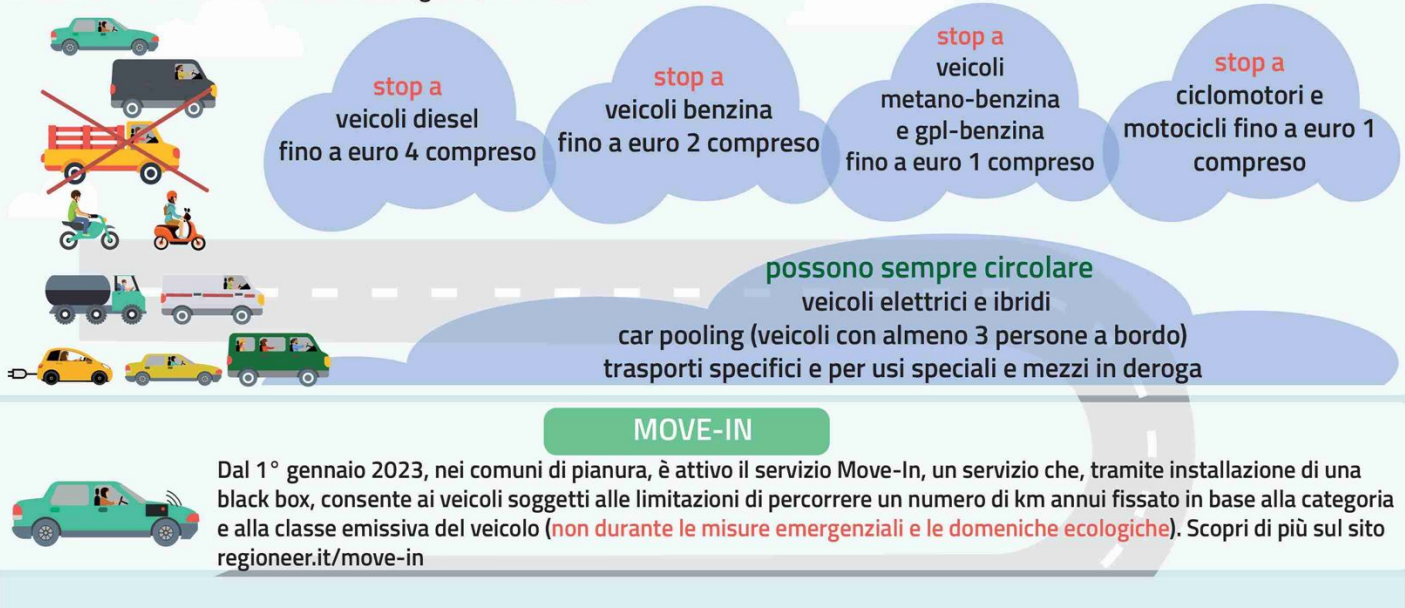 stop a
veicoli diesel
fino a euro 4 compreso
stop a
veicoli benzina
fino a euro 2 compreso
stop a
veicoli
metano-benzina
e gpl-benzina
fino a euro 1 compreso
stop a
ciclomotori e
motocicli fino a euro 1
compreso
possono sempre circolare
veicoli elettrici e ibridi
car pooling (veicoli con almeno 3 persone a bordo)
trasporti specifici e per usi speciali e mezzi in deroga
MOVE-IN
Dal 1° gennaio 2023, nei comuni di pianura, è attivo il servizio Move-In, un servizio che, tramite installazione di una
black box, consente ai veicoli soggetti alle limitazioni di percorrere un numero di km annui fissato in base alla categoria
e alla classe emissiva del veicolo (non durante le misure emergenziali e le domeniche ecologiche). Scopri di più sul sito
regioneer.it/move-in